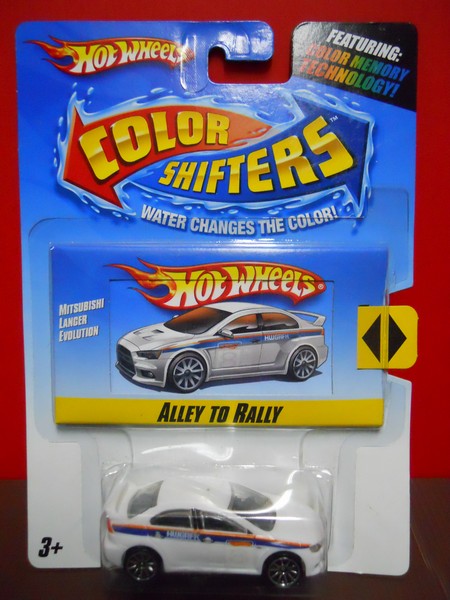 HOT WHEELS
FEATURING:
COLOR MEMORY
TECHNOLOGY!
COLOR
SHIFTERS™
WATER CHANGES THE COLOR!
HOT WHEELS®
MITSUBISHI
LANCER
EVOLUTION
ALLEY TO RALLY
3+